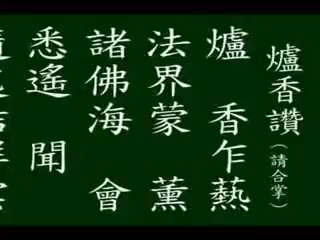 爐香讚(請合掌)
爐 香乍爇
法界蒙 薰
諸佛海 會
悉遙 聞